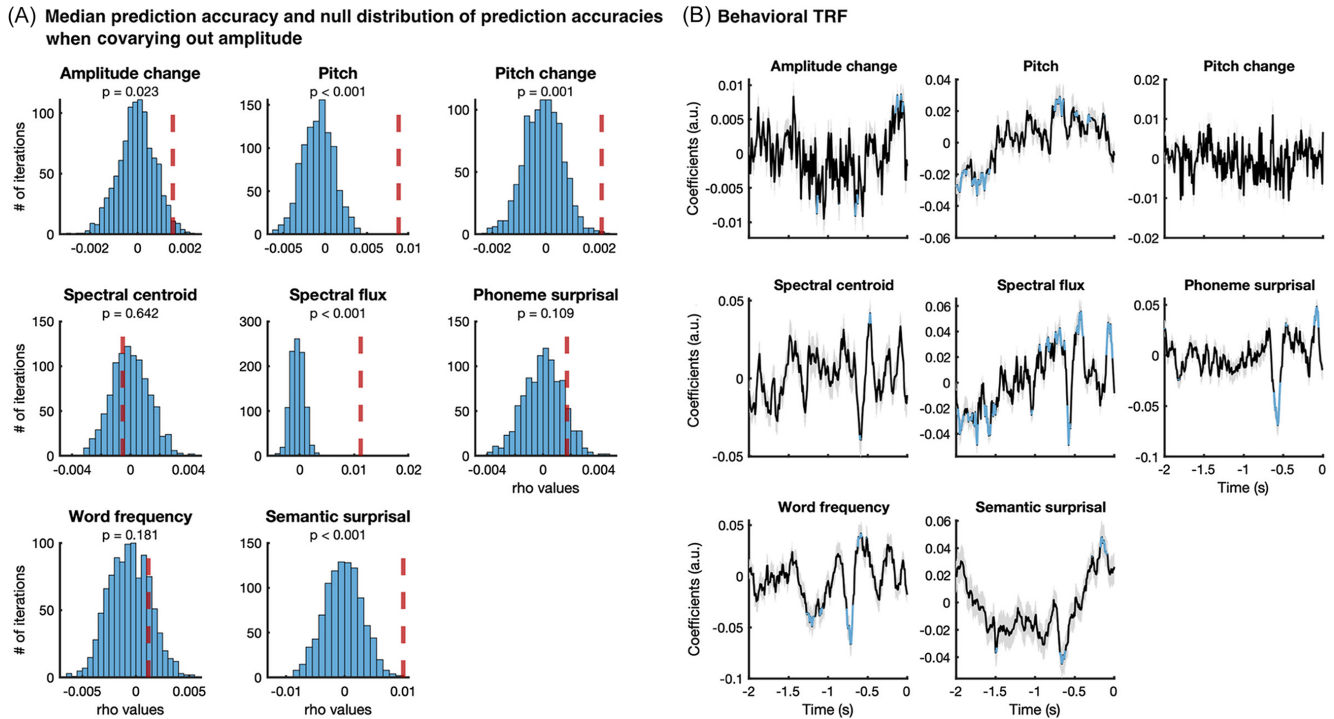 (A) Median prediction accuracy and null distribution of prediction accuracies
when covarying out amplitude
Amplitude change
p = 0.023
100
50
0
# of iterations
-0.002 0 0.002
Pitch
p < 0.001
150
100
50
0
-0.005 0 0.005 0.01
Pitch change
p = 0.001
100
50
0
-0.002 0 0.002
Spectral centroid
p = 0.642
150
100
50
0
# of iterations
-0.004 0 0.004
Spectral flux
p < 0.001
300
200
100
0
0 0.01 0.02
Phoneme surprisal
p = 0.109
150
100
50
0
-0.004 0 0.004
rho values
Word frequency
p = 0.181
100
50
0
# of iterations
-0.005 0 0.005
rho values
Semantic surprisal
p < 0.001
150
100
50
0
-0.01 0 0.01
rho values
(B) Behavioral TRF
Amplitude change
0.01
0.005
0
-0.005
-0.01
Coefficients (a.u.)
Pitch
0.04
0.02
0
-0.02
-0.04
-0.06
Pitch change
0.02
0.01
0
-0.01
-0.02
Spectral centroid
0.05
0
-0.05
Coefficients (a.u.)
Spectral flux
0.06
0.04
0.02
0
-0.02
-0.04
Phoneme surprisal
0.05
0
-0.05
-0.1
-2 -1.5 -1 -0.5 0
Time (s)
Word frequency
0.05
0
-0.05
-0.1
Coefficients (a.u.)
-2 -1.5 -1 -0.5 0
Time (s)
Semantic surprisal
0.06
0.04
0.02
0
-0.02
-0.04
-2 -1.5 -1 -0.5 0
Time (s)